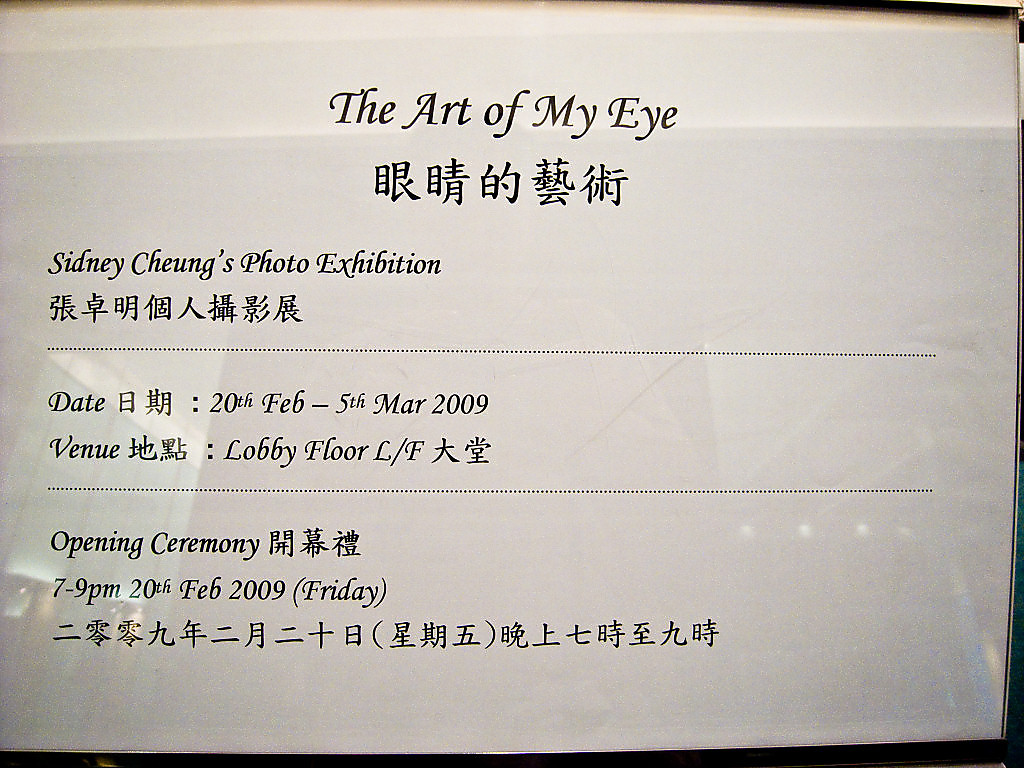 The Art of My Eye
眼睛的藝術
Sidney Cheung's Photo Exhibition
張卓明個人攝影展
Date 日期 : 20th Feb – 5th Mar 2009
Venue 地點 : Lobby Floor L/F 大堂
Opening Ceremony 開幕禮
7-9pm 20th Feb 2009 (Friday)
二零零九年二月二十日(星期五)晚上七時至九時